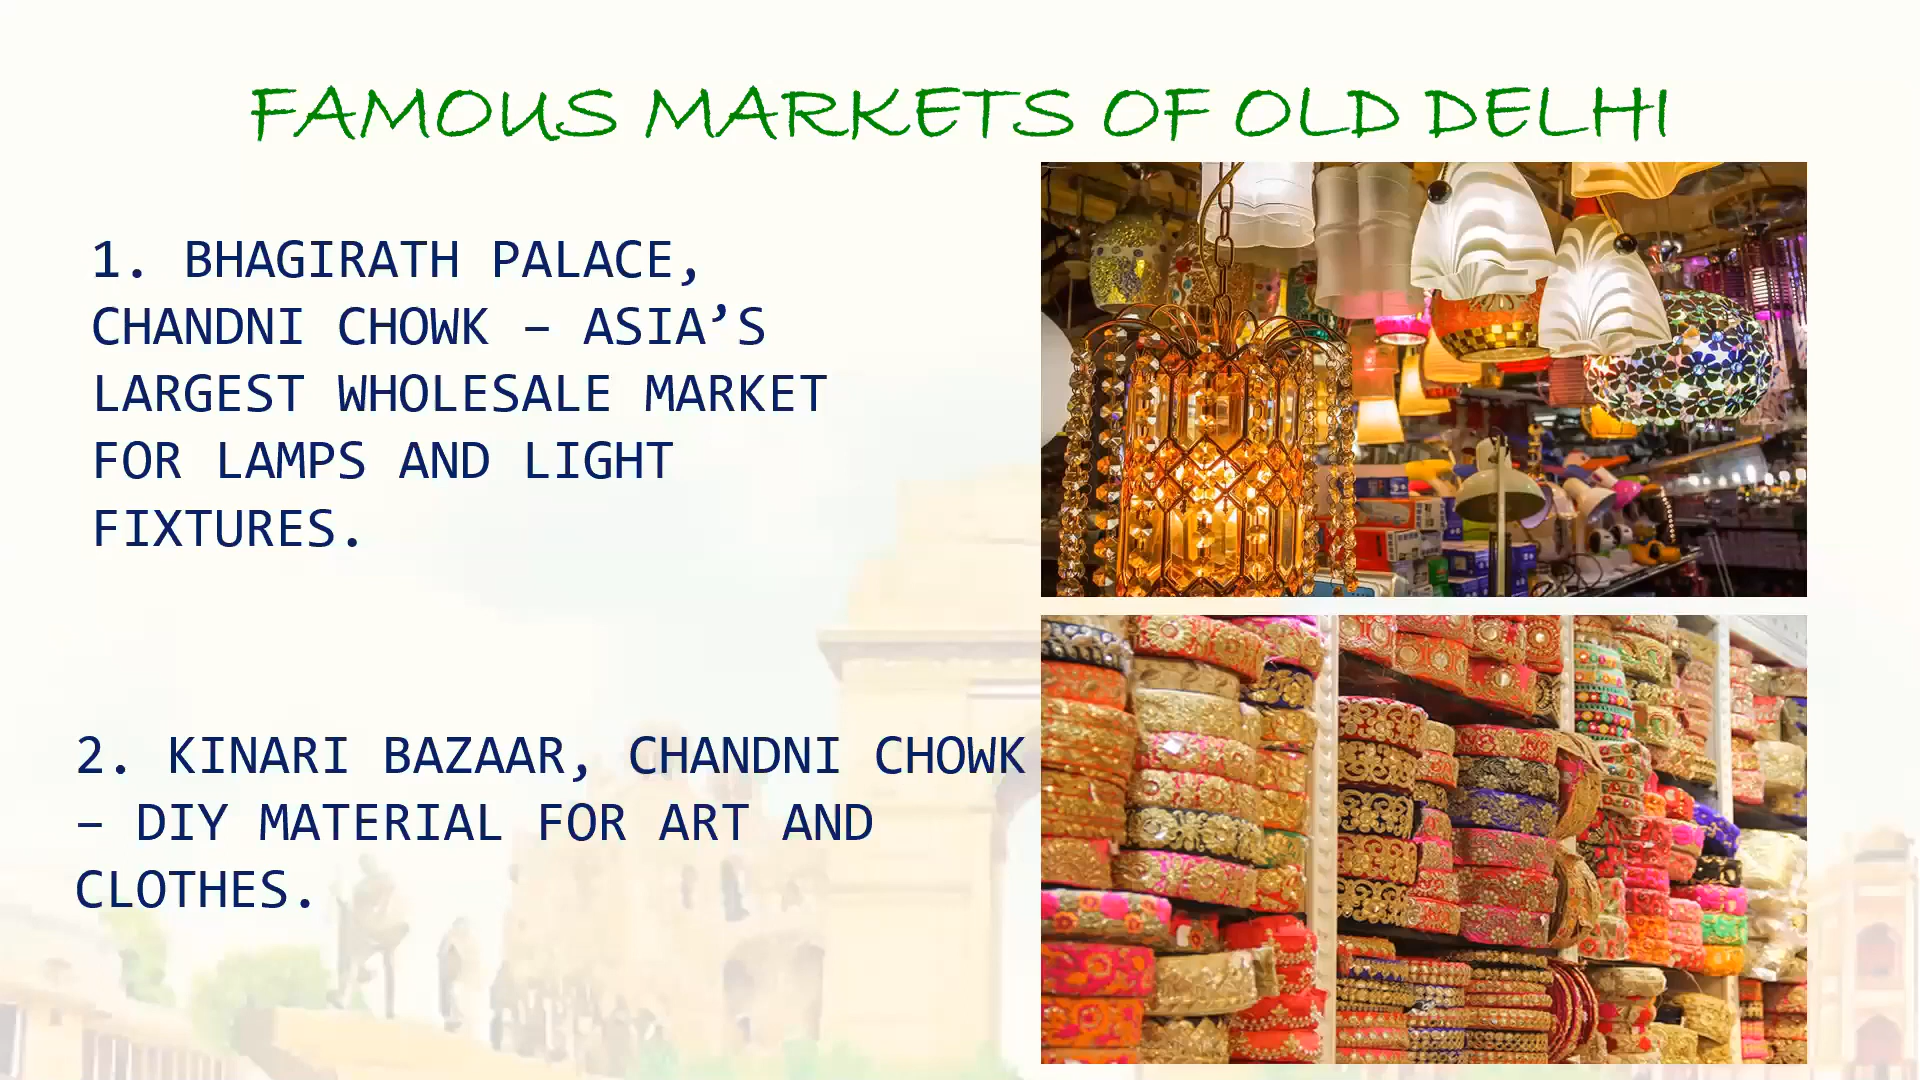 FAMOUS MARKETS OF OLD DELHI
1. BHAGIRATH PALACE,
CHANDNI CHOWK – ASIA’S
LARGEST WHOLESALE MARKET
FOR LAMPS AND LIGHT
FIXTURES.
2. KINARI BAZAAR, CHANDNI CHOWK
– DIY MATERIAL FOR ART AND
CLOTHES.